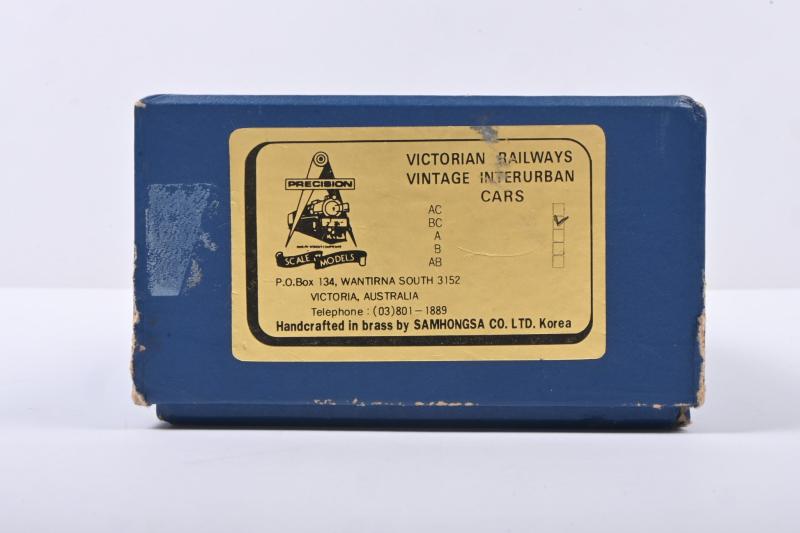 PRECISION
SCALE MODELS
VICTORIAN RAILWAYS
VINTAGE INTERURBAN
CARS
AC
BC ✓
A
B
AB
P.O.Box 134, WANTIRNA SOUTH 3152
VICTORIA, AUSTRALIA
Telephone : (03) 801-1889
Handcrafted in brass by SAMHONGSA CO. LTD. Korea